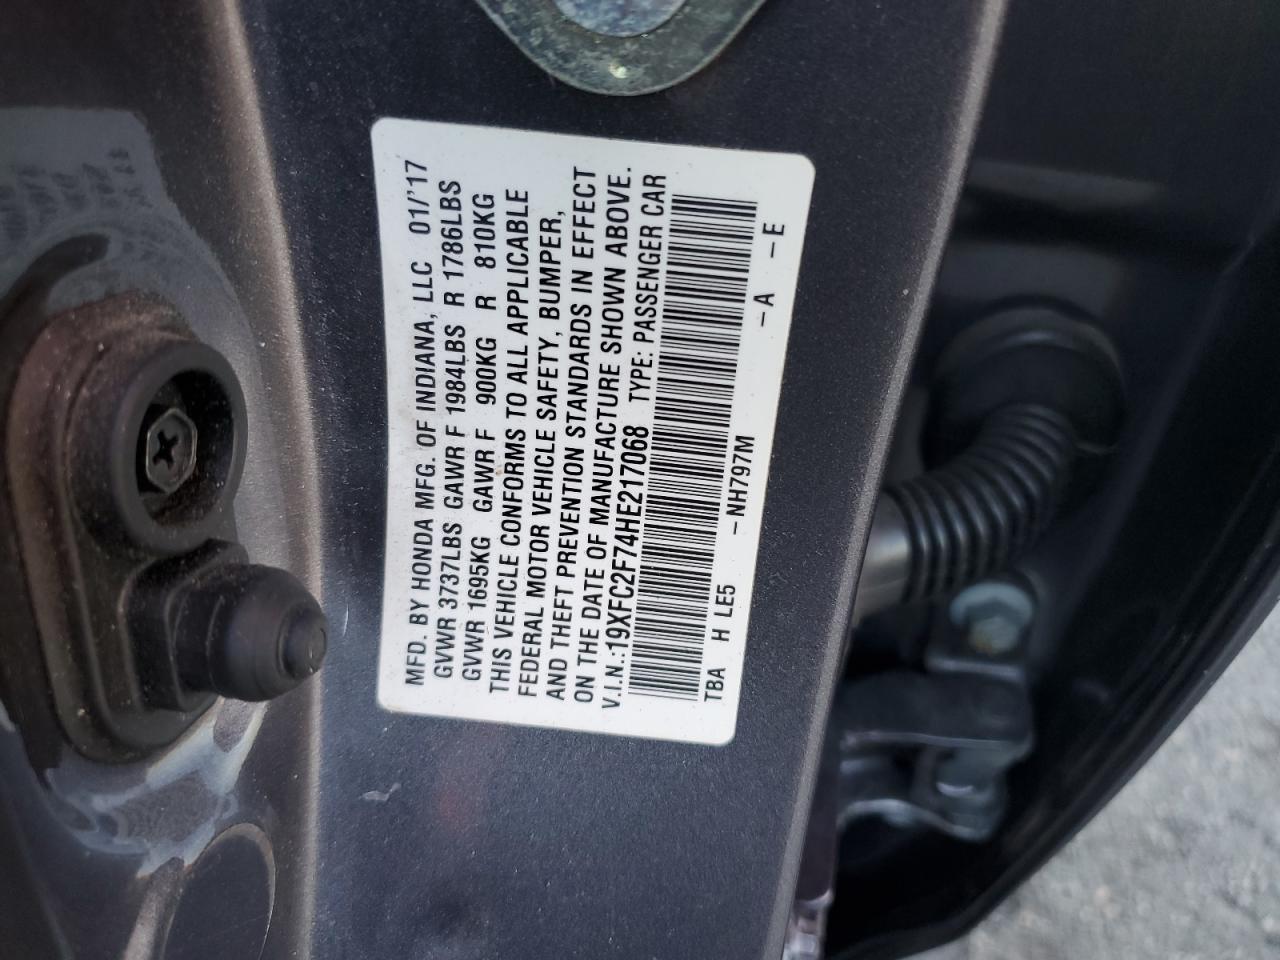 MFD. BY HONDA MFG. OF INDIANA, LLC 01/'17
GVWR 3737LBS GAWR F 1984LBS R 1786LBS
GVWR 1695KG GAWR F 900KG R 810KG
THIS VEHICLE CONFORMS TO ALL APPLICABLE
FEDERAL MOTOR VEHICLE SAFETY, BUMPER,
AND THEFT PREVENTION STANDARDS IN EFFECT
ON THE DATE OF MANUFACTURE SHOWN ABOVE.
V.I.N.:19XFC2F74HE217068 TYPE: PASSENGER CAR
TBA H LE5 -NH797M -A -E